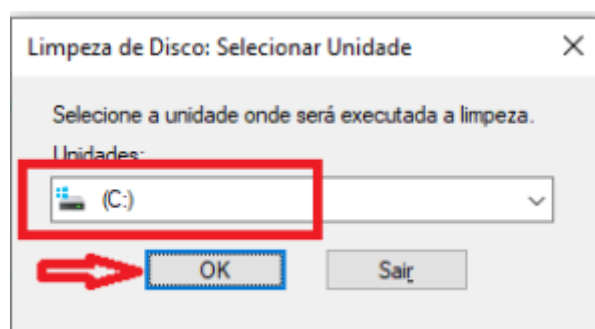 Limpeza de Disco: Selecionar Unidade
Selecione a unidade onde será executada a limpeza.
Unidades:
(C:)
OK
Sair